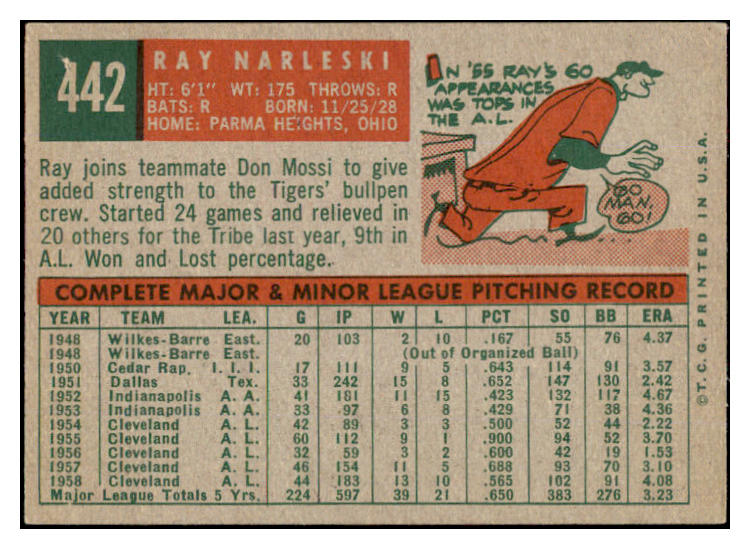 442
RAY NARLESKI
HT: 6'1" WT: 175 THROWS: R
BATS: R BORN: 11/25/28
HOME: PARMA HEIGHTS, OHIO
IN '55 RAY'S 60
APPEARANCES
WAS TOPS IN
THE A.L.
GO
MAN,
GO!
Ray joins teammate Don Mossi to give
added strength to the Tigers' bullpen
crew. Started 24 games and relieved in
20 others for the Tribe last year, 9th in
A.L. Won and Lost percentage.
COMPLETE MAJOR & MINOR LEAGUE PITCHING RECORD
YEAR TEAM LEA. G IP W L PCT SO BB ERA
1948 Wilkes-Barre East. 20 103 2 10 .167 55 76 4.37
1948 Wilkes-Barre East. (Out of Organized Ball)
1950 Cedar Rap. I. I. I. 17 111 9 5 .643 114 91 3.57
1951 Dallas Tex. 33 242 15 8 .652 147 130 2.42
1952 Indianapolis A. A. 41 181 11 15 .423 132 117 4.67
1953 Indianapolis A. A. 33 97 6 8 .429 71 38 4.36
1954 Cleveland A. L. 42 89 3 3 .500 52 44 2.22
1955 Cleveland A. L. 60 112 9 1 .900 94 52 3.70
1956 Cleveland A. L. 32 59 3 2 .600 42 19 1.53
1957 Cleveland A. L. 46 154 11 5 .688 93 70 3.10
1958 Cleveland A. L. 44 183 13 10 .565 102 91 4.08
Major League Totals 5 Yrs. 224 597 39 21 .650 383 276 3.23
©T.C.G. PRINTED IN U.S.A.